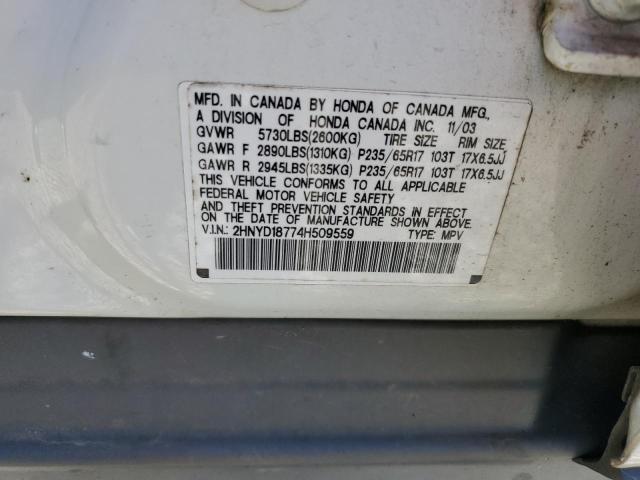 MFD. IN CANADA BY HONDA OF CANADA MFG.,
A DIVISION OF HONDA CANADA INC. 11/03
GVWR 5730LBS(2600KG) TIRE SIZE RIM SIZE
GAWR F 2890LBS(1310KG) P235/65R17 103T 17X6.5JJ
GAWR R 2945LBS(1335KG) P235/65R17 103T 17X6.5JJ
THIS VEHICLE CONFORMS TO ALL APPLICABLE
FEDERAL MOTOR VEHICLE SAFETY
AND THEFT PREVENTION STANDARDS IN EFFECT
ON THE DATE OF MANUFACTURE SHOWN ABOVE.
V.I.N.: 2HNYD18774H509559 TYPE: MPV